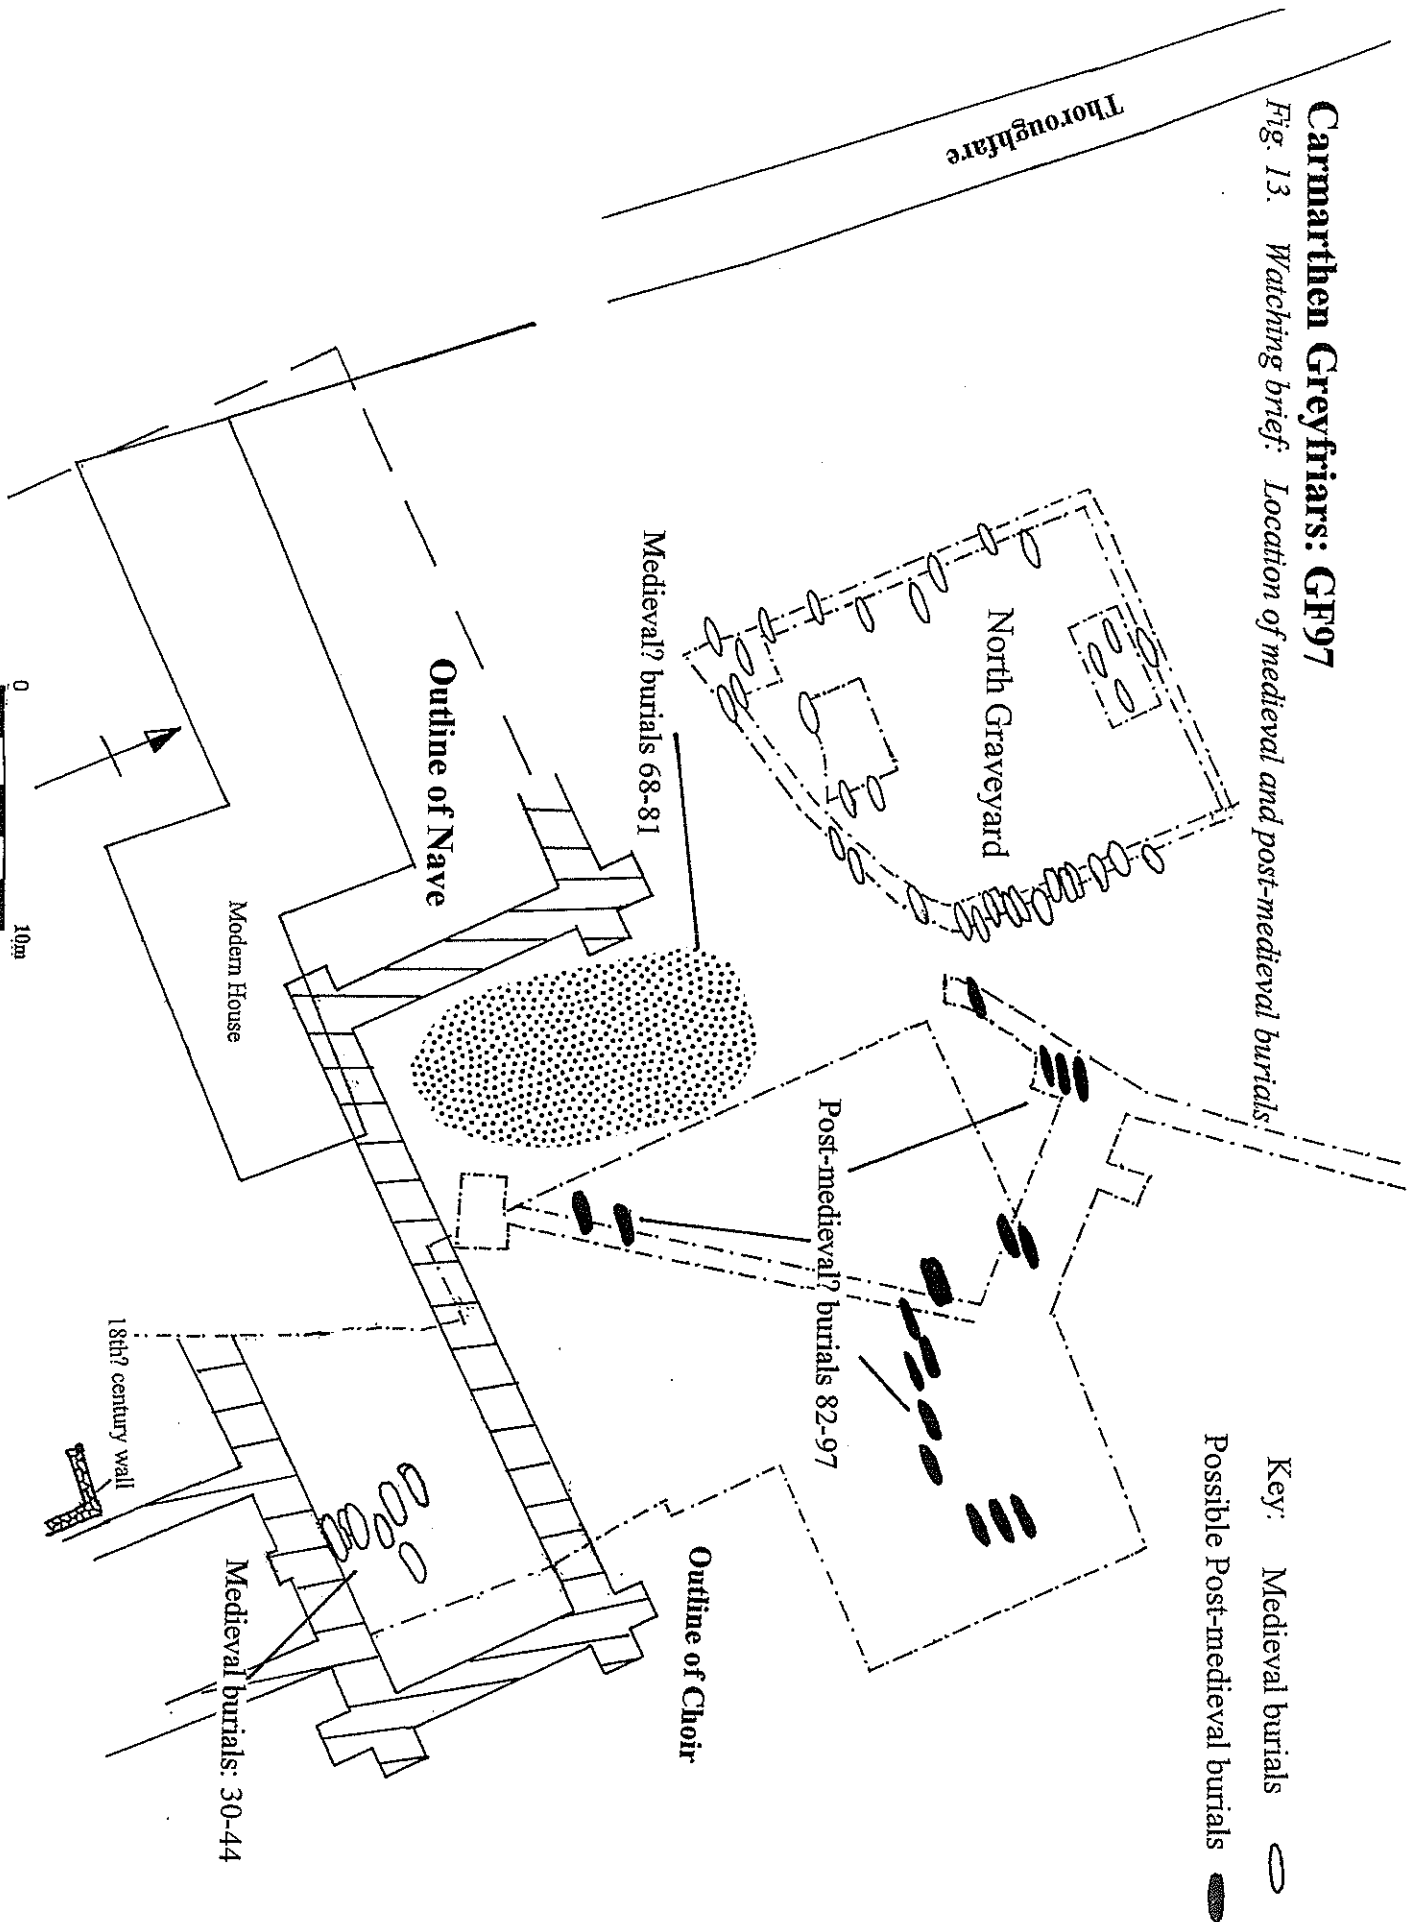 Carmarthen Greyfriars: GF97
Fig. 13. Watching brief: Location of medieval and post-medieval burials.
Key: Medieval burials
Possible Post-medieval burials
Thoroughfare
North Graveyard
Post-medieval? burials 82-97
Medieval? burials 68-81
Outline of Choir
Outline of Nave
Modern House
Medieval burials: 30-44
18th? century wall
0
10m